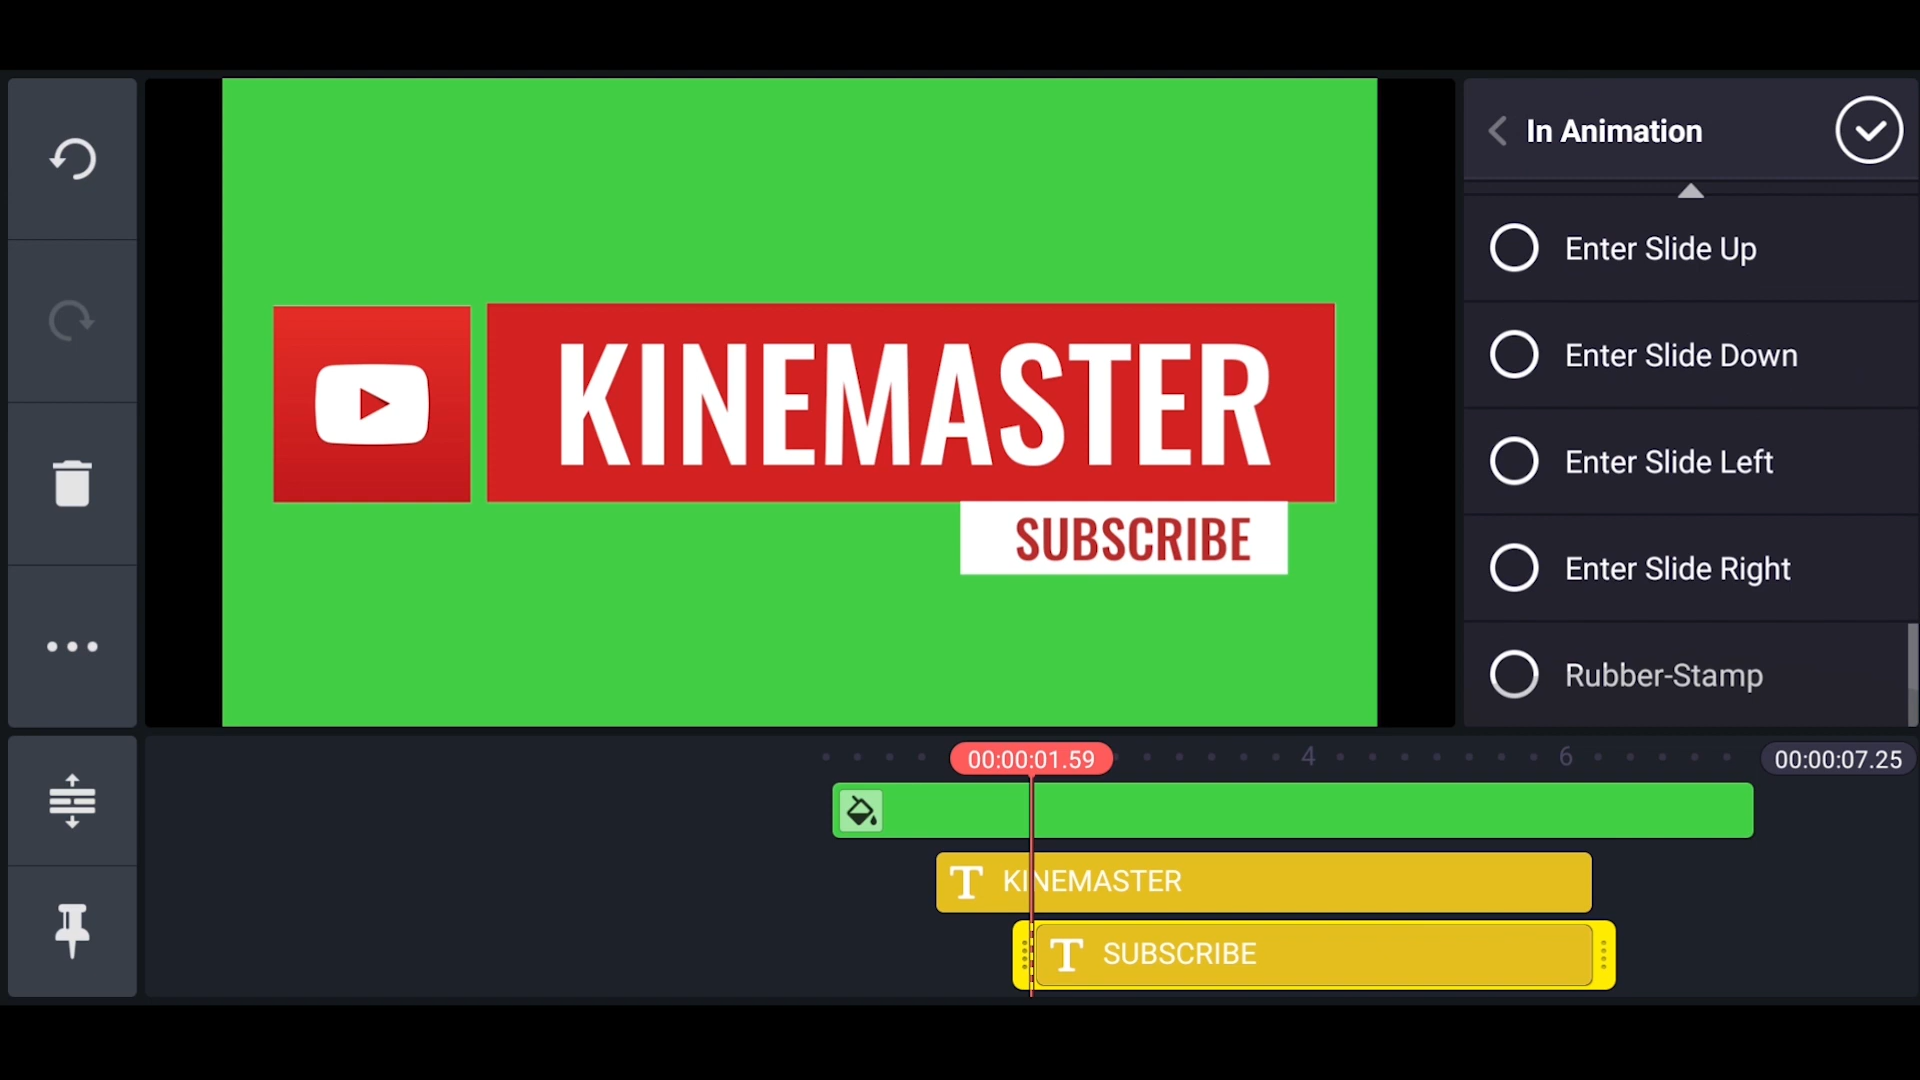 In Animation
Enter Slide Up
Enter Slide Down
Enter Slide Left
Enter Slide Right
Rubber-Stamp
KINEMASTER
SUBSCRIBE
00:00:01.59
4
6
00:00:07.25
T KINEMASTER
T SUBSCRIBE